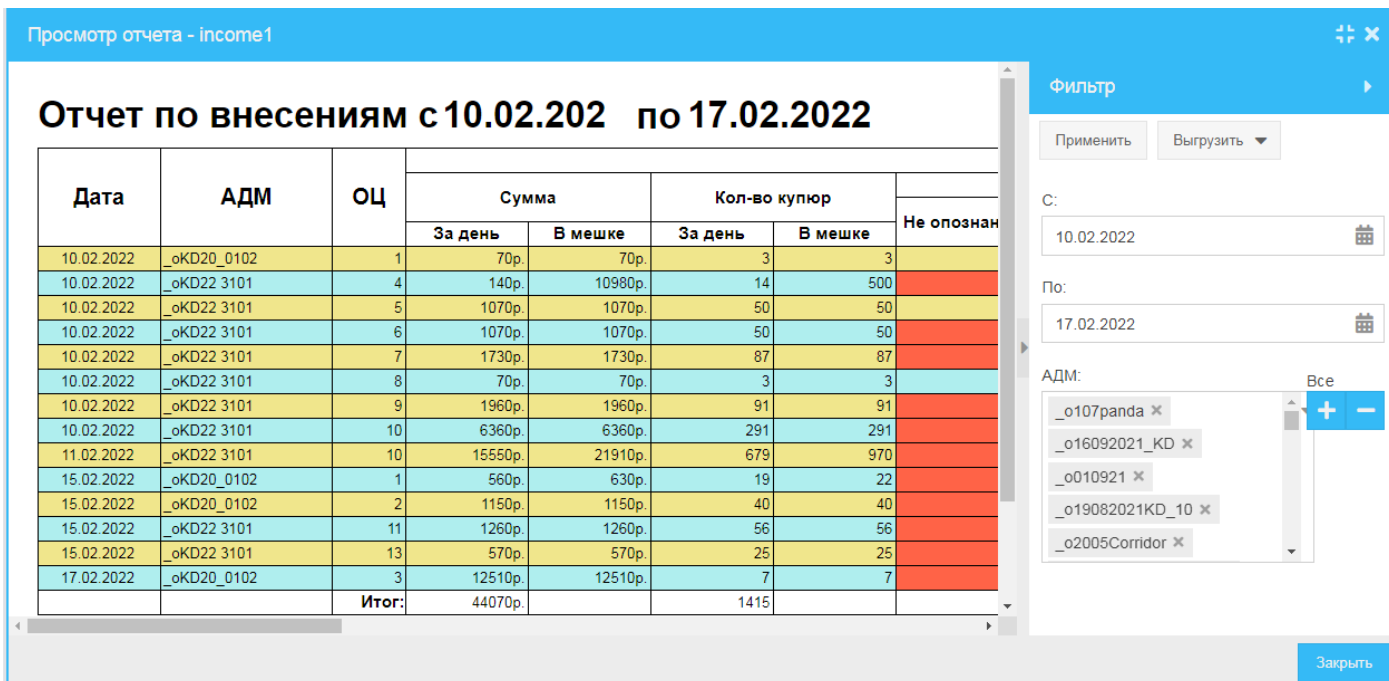 Просмотр отчета - income1
Отчет по внесениям с 10.02.202 по 17.02.2022
Дата АДМ ОЦ Сумма Кол-во купюр
За день В мешке За день В мешке Не опознан
10.02.2022 _oKD20_0102 1 70р. 70р. 3 3
10.02.2022 _oKD22 3101 4 140р. 10980р. 14 500
10.02.2022 _oKD22 3101 5 1070р. 1070р. 50 50
10.02.2022 _oKD22 3101 6 1070р. 1070р. 50 50
10.02.2022 _oKD22 3101 7 1730р. 1730р. 87 87
10.02.2022 _oKD22 3101 8 70р. 70р. 3 3
10.02.2022 _oKD22 3101 9 1960р. 1960р. 91 91
10.02.2022 _oKD22 3101 10 6360р. 6360р. 291 291
11.02.2022 _oKD22 3101 10 15550р. 21910р. 679 970
15.02.2022 _oKD20_0102 1 560р. 630р. 19 22
15.02.2022 _oKD20_0102 2 1150р. 1150р. 40 40
15.02.2022 _oKD22 3101 11 1260р. 1260р. 56 56
15.02.2022 _oKD22 3101 13 570р. 570р. 25 25
17.02.2022 _oKD20_0102 3 12510р. 12510р. 7 7
Итог: 44070р. 1415
Фильтр
Применить Выгрузить
С:
10.02.2022
По:
17.02.2022
АДМ: Все
_o107panda
_o16092021_KD
_o010921
_o19082021KD_10
_o2005Corridor
Закрыть